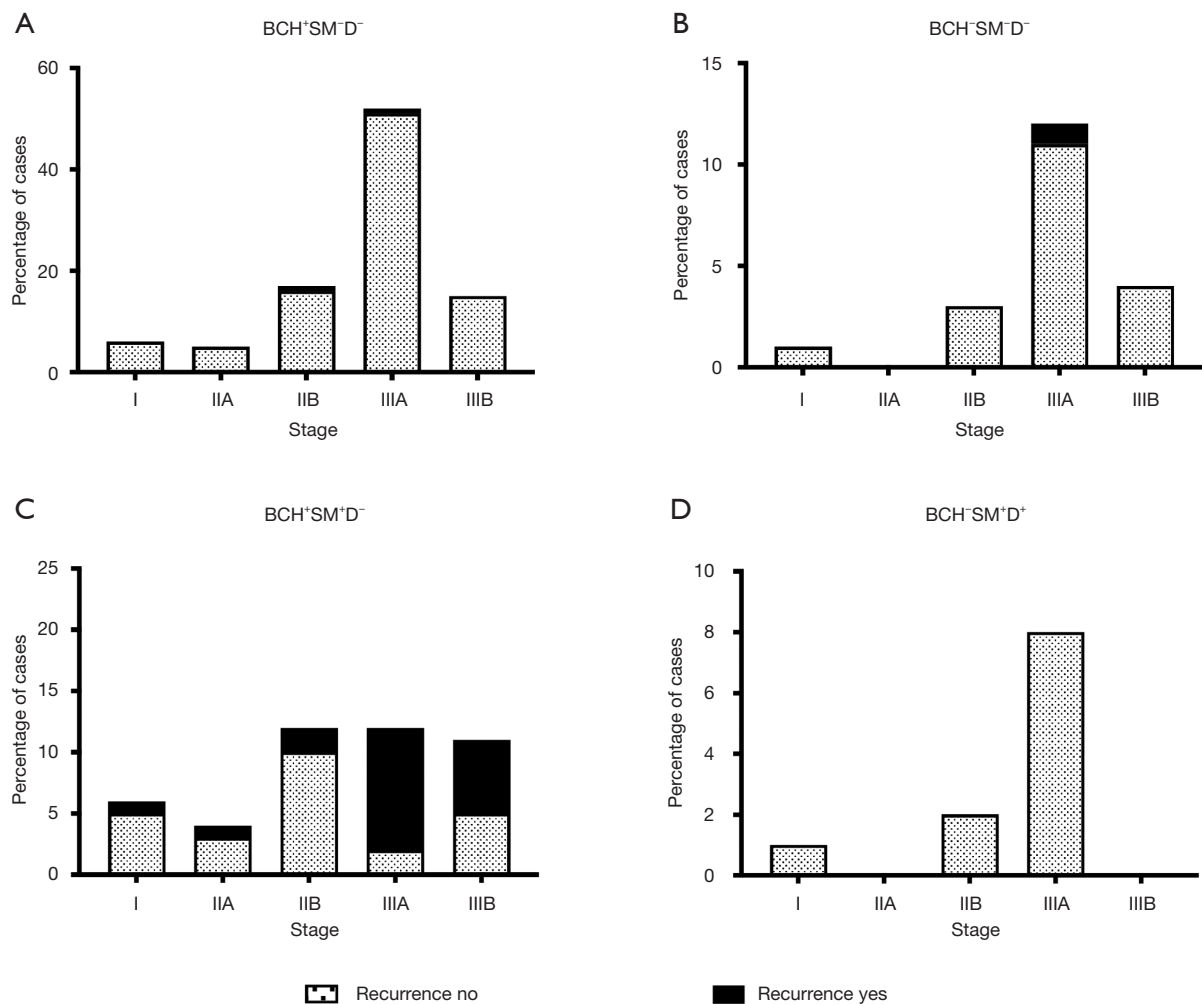 A
BCH⁺SM⁻D⁻
Percentage of cases
60
40
20
0
I IIA IIB IIIA IIIB
Stage
B
BCH⁻SM⁻D⁻
Percentage of cases
15
10
5
0
I IIA IIB IIIA IIIB
Stage
C
BCH⁺SM⁺D⁻
Percentage of cases
25
20
15
10
5
0
I IIA IIB IIIA IIIB
Stage
D
BCH⁻SM⁺D⁺
Percentage of cases
10
8
6
4
2
0
I IIA IIB IIIA IIIB
Stage
Recurrence no Recurrence yes